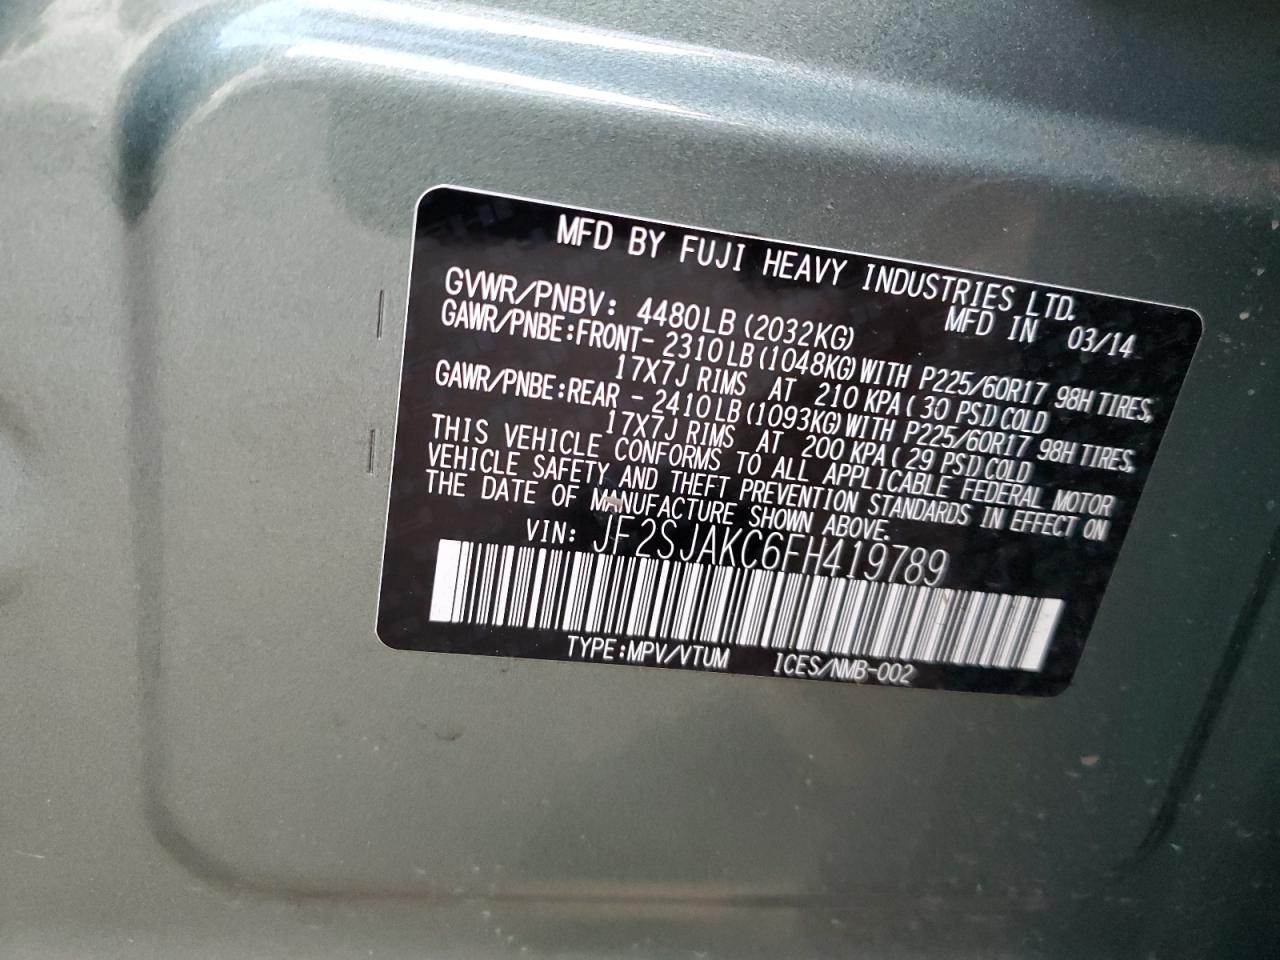 MFD BY FUJI HEAVY INDUSTRIES LTD.
MFD IN 03/14
GVWR/PNBV: 4480LB (2032KG)
GAWR/PNBE:FRONT- 2310LB(1048KG)WITH P225/60R17 98H TIRES,
17X7J RIMS AT 210 KPA( 30 PSI)COLD
GAWR/PNBE:REAR - 2410LB(1093KG)WITH P225/60R17 98H TIRES,
17X7J RIMS AT 200 KPA( 29 PSI)COLD
THIS VEHICLE CONFORMS TO ALL APPLICABLE FEDERAL MOTOR
VEHICLE SAFETY AND THEFT PREVENTION STANDARDS IN EFFECT ON
THE DATE OF MANUFACTURE SHOWN ABOVE.
VIN: JF2SJAKC6FH419789
TYPE:MPV/VTUM ICES/NMB-002